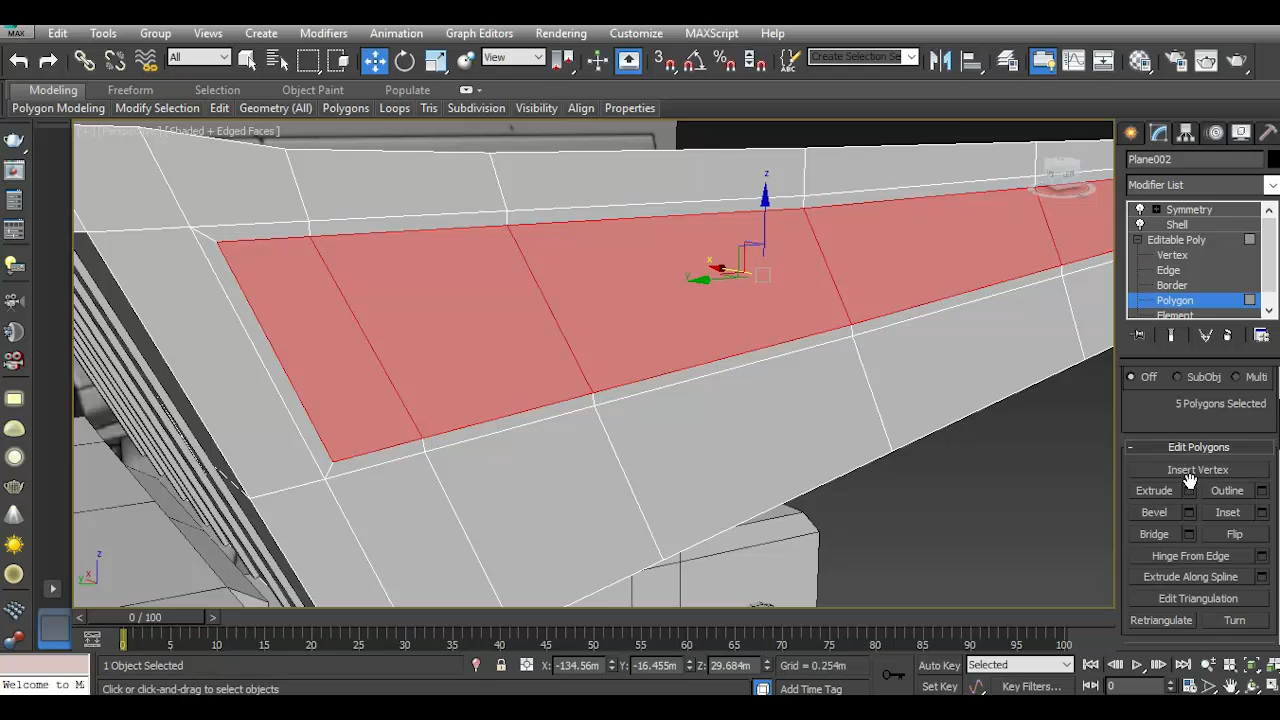 MAX Edit Tools Group Views Create Modifiers Animation Graph Editors Rendering Customize MAXScript Help
All View 3 ABC Create Selection Se
Modeling Freeform Selection Object Paint Populate
Polygon Modeling Modify Selection Edit Geometry (All) Polygons Loops Tris Subdivision Visibility Align Properties
[Shaded + Edged Faces ]
z
x
y
z
x
y
Plane002
Modifier List
Symmetry
Shell
Editable Poly
Vertex
Edge
Border
Polygon
Element
Off SubObj Multi
5 Polygons Selected
Edit Polygons
Insert Vertex
Extrude Outline
Bevel Inset
Bridge Flip
Hinge From Edge
Extrude Along Spline
Edit Triangulation
Retriangulate Turn
< 0 / 100 >
0 5 10 15 20 25 30 35 40 45 50 55 60 65 70 75 80 85 90 95 100
1 Object Selected X: -134.56m Y: -16.455m Z: 29.684m Grid = 0.254m Auto Key Selected
Welcome to M Click or click-and-drag to select objects Add Time Tag Set Key Key Filters... 0